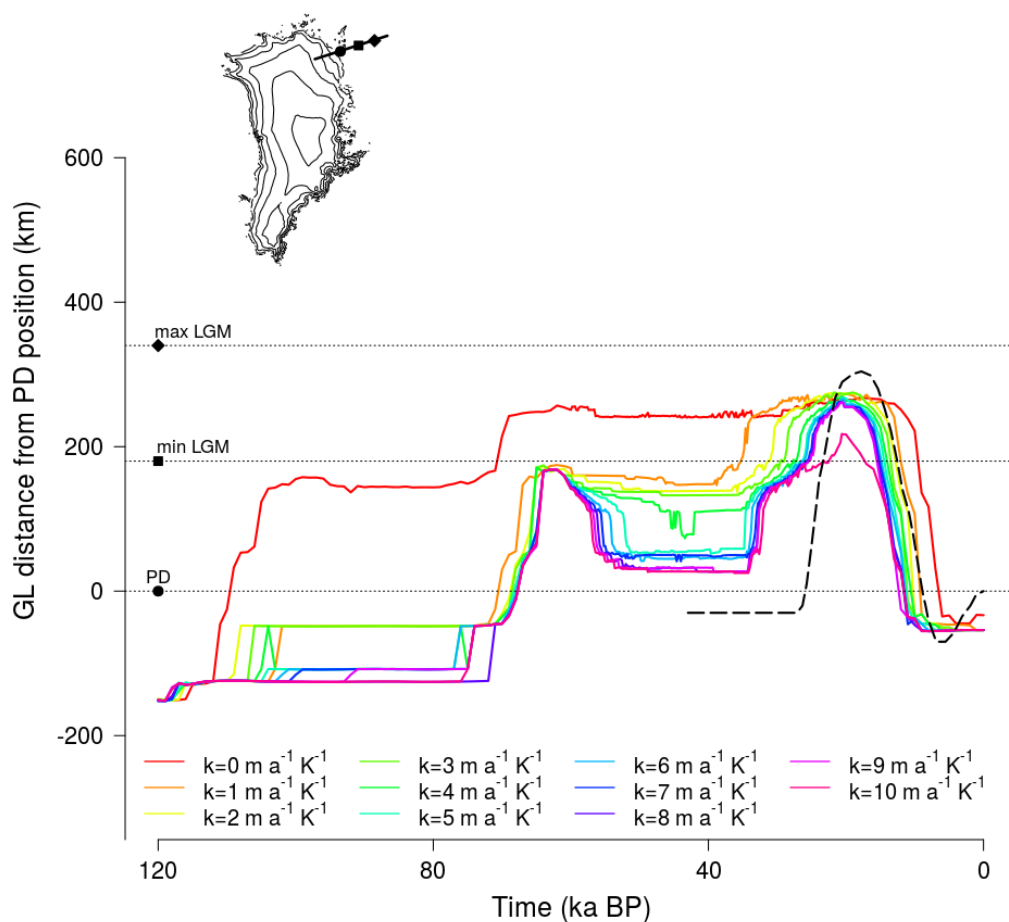 600
400
200
0
-200
GL distance from PD position (km)
max LGM
min LGM
PD
k=0 m a⁻¹ K⁻¹
k=1 m a⁻¹ K⁻¹
k=2 m a⁻¹ K⁻¹
k=3 m a⁻¹ K⁻¹
k=4 m a⁻¹ K⁻¹
k=5 m a⁻¹ K⁻¹
k=6 m a⁻¹ K⁻¹
k=7 m a⁻¹ K⁻¹
k=8 m a⁻¹ K⁻¹
k=9 m a⁻¹ K⁻¹
k=10 m a⁻¹ K⁻¹
120 80 40 0
Time (ka BP)